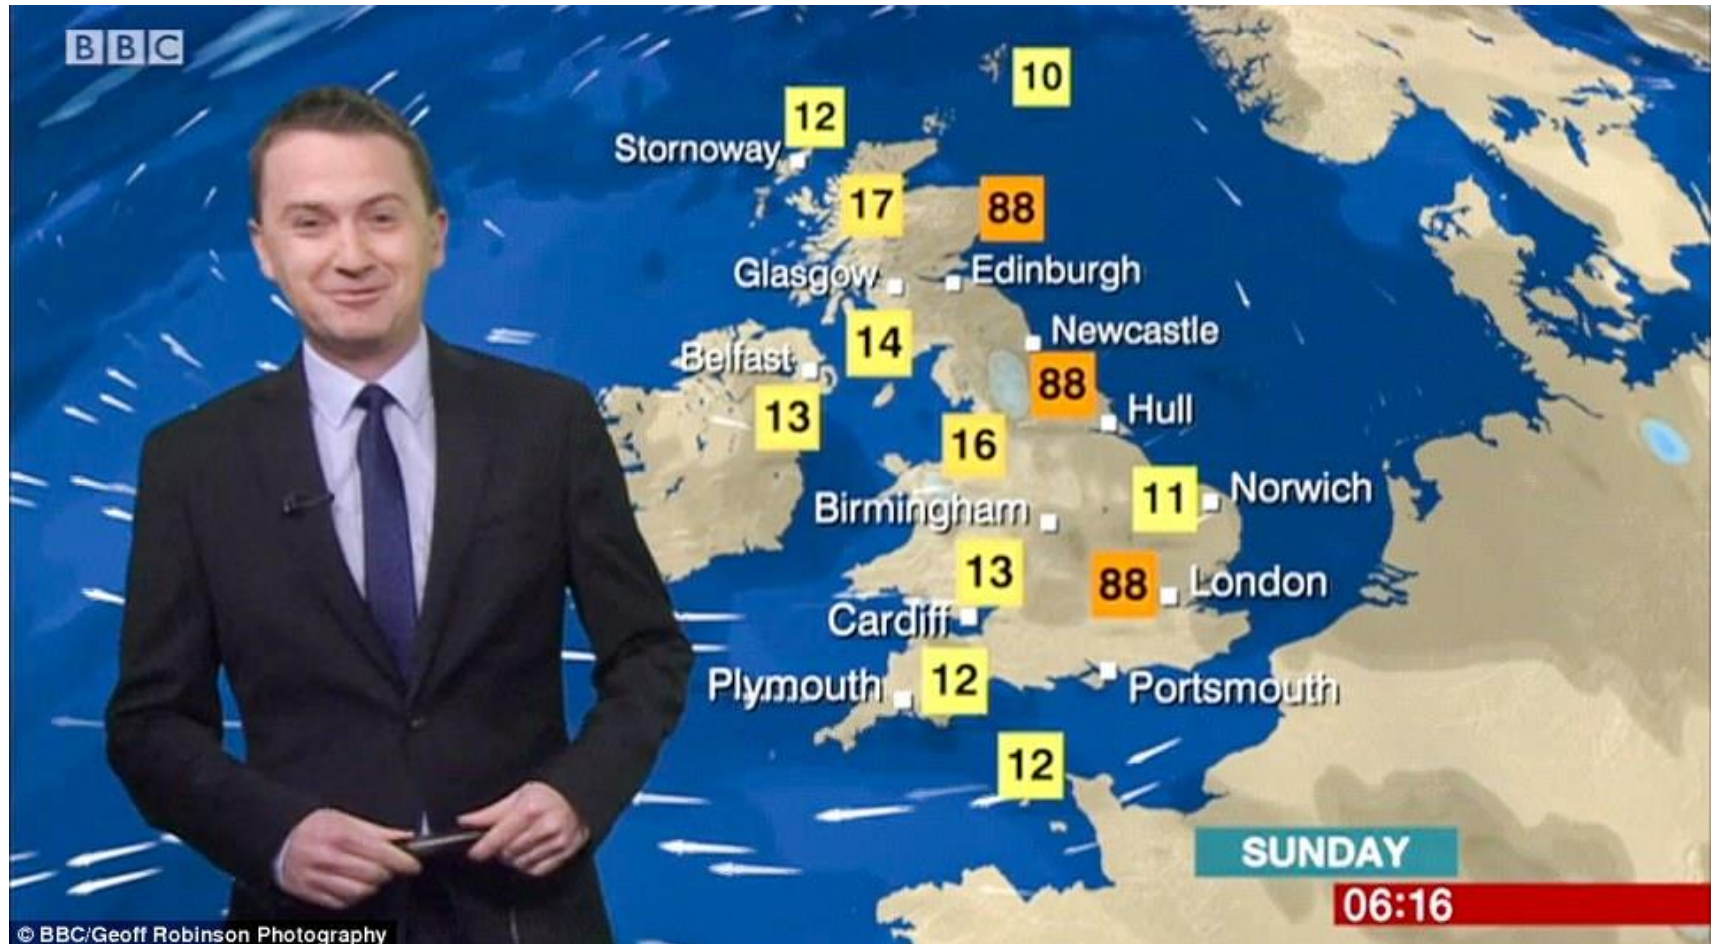 BBC
10
12
Stornoway
17
88
Glasgow
Edinburgh
Newcastle
14
Belfast
88
13
Hull
16
Norwich
11
Birmingham
13
88
London
Cardiff
Plymouth
12
Portsmouth
12
SUNDAY
06:16
© BBC/Geoff Robinson Photography